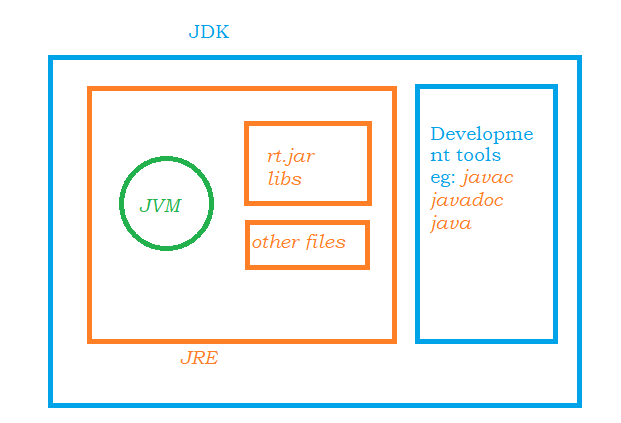 JDK
JVM
rt.jar
libs
other files
JRE
Developme
nt tools
eg: javac
javadoc
java